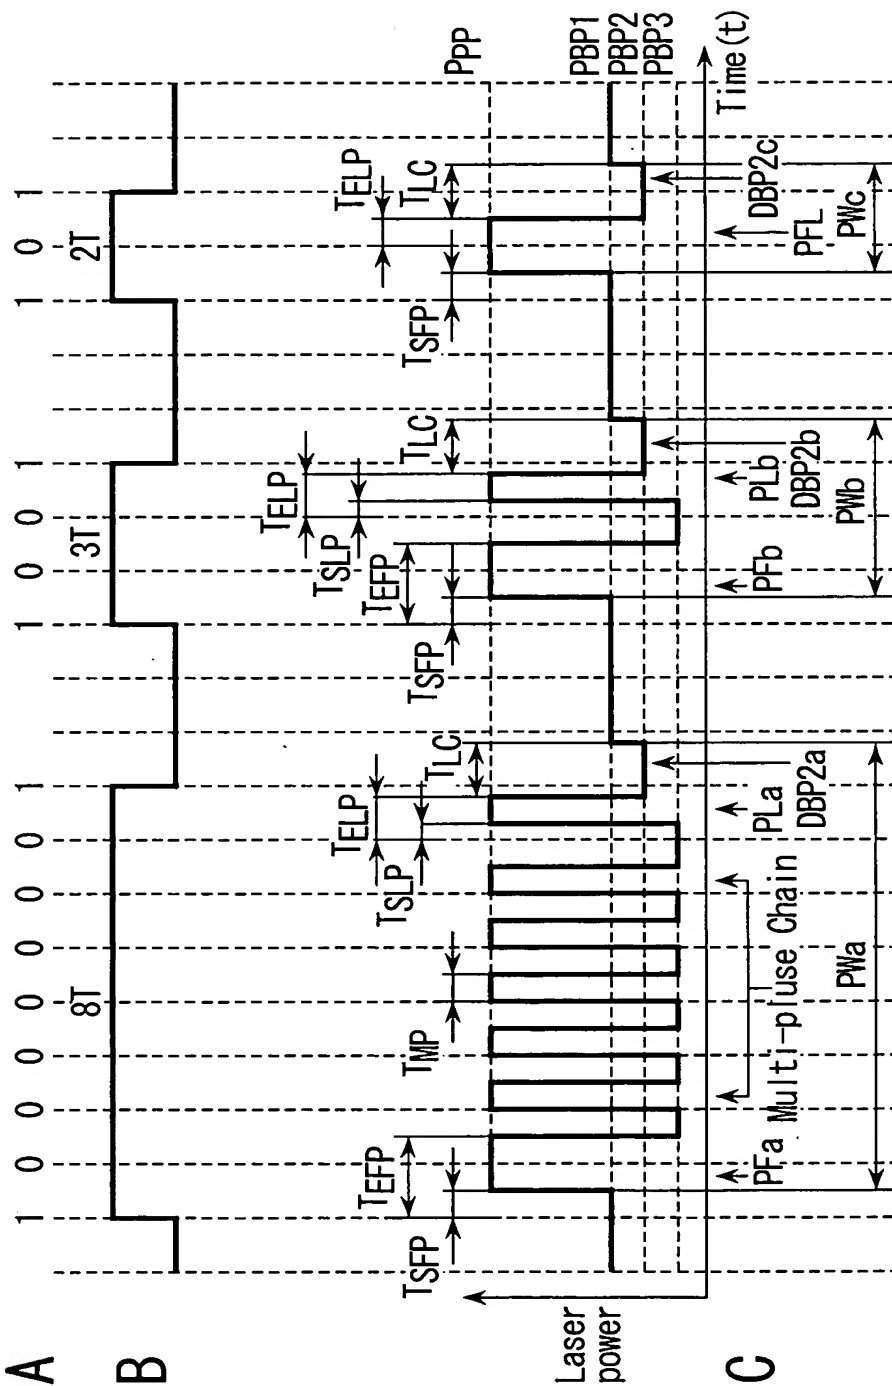 A
1 0 0 0 0 0 0 0 1 1 0 0 1 1 0 1
B
8T 3T 2T
TSFP TEFP TMP TSLP TELP TLC
TSFP TEFP TSLP TELP TLC
TSFP TELP TLC
Laser power
PPP
PBP1
PBP2
PBP3
Time(t)
C
PFa Multi-pluse Chain PLa DBP2a
PFb PLb DBP2b
PFL DBP2c
PWa PWb PWc